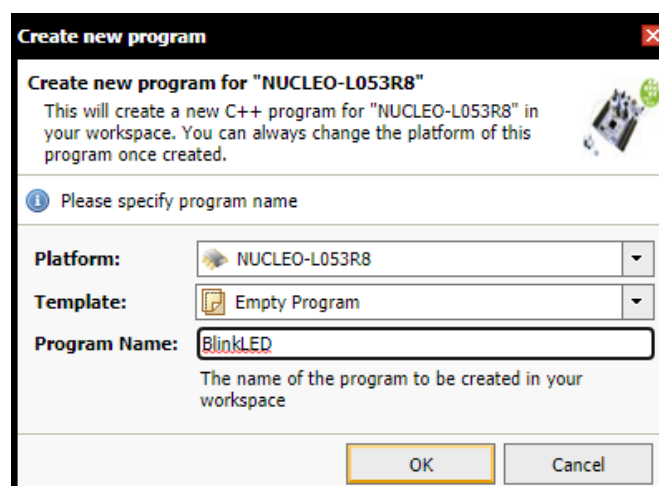 Create new program
Create new program for "NUCLEO-L053R8"
This will create a new C++ program for "NUCLEO-L053R8" in
your workspace. You can always change the platform of this
program once created.
Please specify program name
Platform: NUCLEO-L053R8
Template: Empty Program
Program Name: BlinkLED
The name of the program to be created in your
workspace
OK Cancel